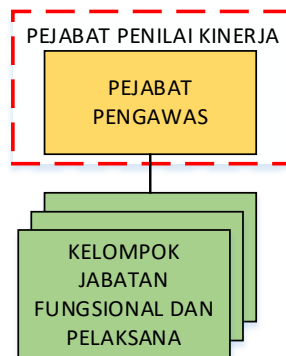 PEJABAT PENILAI KINERJA
PEJABAT
PENGAWAS
KELOMPOK
JABATAN
FUNGSIONAL DAN
PELAKSANA